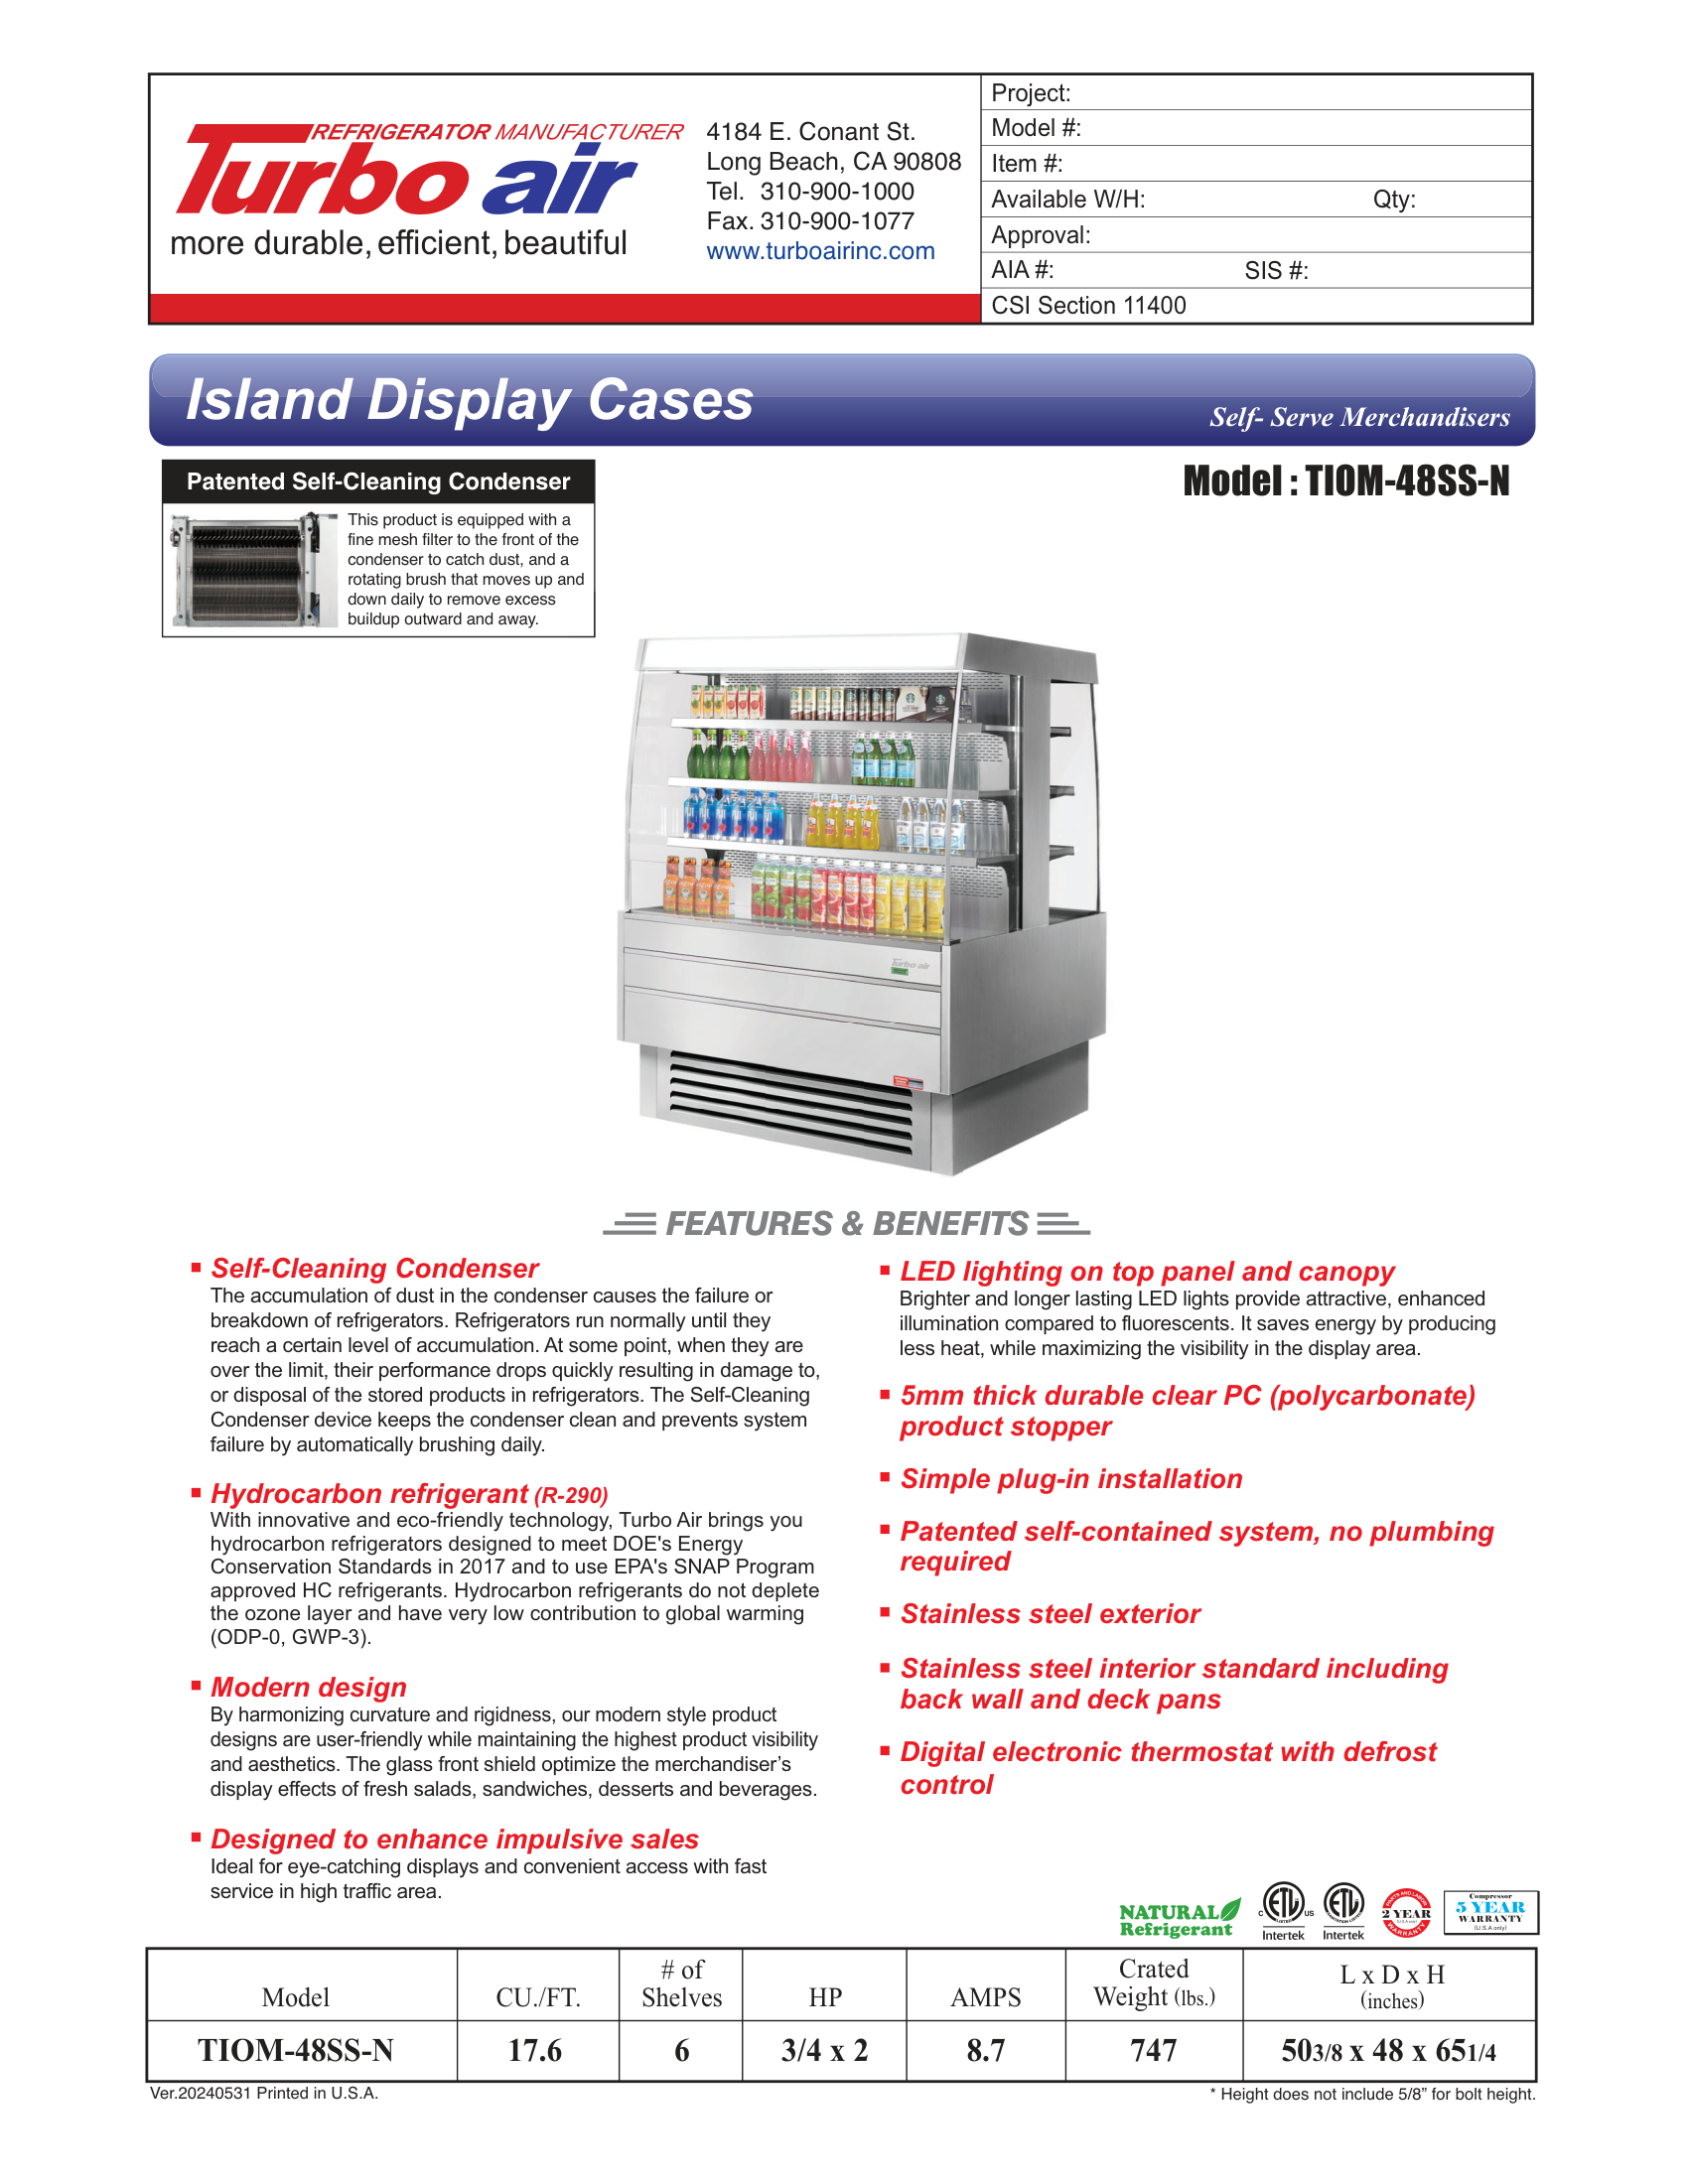 REFRIGERATOR MANUFACTURER
Turbo air
more durable, efficient, beautiful
4184 E. Conant St.
Long Beach, CA 90808
Tel. 310-900-1000
Fax. 310-900-1077
www.turboairinc.com
Project:
Model #:
Item #:
Available W/H: Qty:
Approval:
AIA #: SIS #:
CSI Section 11400
Island Display Cases
Self- Serve Merchandisers
Patented Self-Cleaning Condenser
This product is equipped with a
fine mesh filter to the front of the
condenser to catch dust, and a
rotating brush that moves up and
down daily to remove excess
buildup outward and away.
Model : TIOM-48SS-N
Turbo air
FEATURES & BENEFITS
Self-Cleaning Condenser
The accumulation of dust in the condenser causes the failure or
breakdown of refrigerators. Refrigerators run normally until they
reach a certain level of accumulation. At some point, when they are
over the limit, their performance drops quickly resulting in damage to,
or disposal of the stored products in refrigerators. The Self-Cleaning
Condenser device keeps the condenser clean and prevents system
failure by automatically brushing daily.
Hydrocarbon refrigerant (R-290)
With innovative and eco-friendly technology, Turbo Air brings you
hydrocarbon refrigerators designed to meet DOE's Energy
Conservation Standards in 2017 and to use EPA's SNAP Program
approved HC refrigerants. Hydrocarbon refrigerants do not deplete
the ozone layer and have very low contribution to global warming
(ODP-0, GWP-3).
Modern design
By harmonizing curvature and rigidness, our modern style product
designs are user-friendly while maintaining the highest product visibility
and aesthetics. The glass front shield optimize the merchandiser's
display effects of fresh salads, sandwiches, desserts and beverages.
Designed to enhance impulsive sales
Ideal for eye-catching displays and convenient access with fast
service in high traffic area.
LED lighting on top panel and canopy
Brighter and longer lasting LED lights provide attractive, enhanced
illumination compared to fluorescents. It saves energy by producing
less heat, while maximizing the visibility in the display area.
5mm thick durable clear PC (polycarbonate)
product stopper
Simple plug-in installation
Patented self-contained system, no plumbing
required
Stainless steel exterior
Stainless steel interior standard including
back wall and deck pans
Digital electronic thermostat with defrost
control
NATURAL
Refrigerant
C ETL US
LISTED
Intertek
ETL
Intertek
PARTS AND LABOR
2 YEAR
(U.S.A only)
WARRANTY
Compressor
5 YEAR
WARRANTY
(U.S.A only)
Model CU./FT. # of Shelves HP AMPS Crated Weight (lbs.) L x D x H (inches)
TIOM-48SS-N 17.6 6 3/4 x 2 8.7 747 50 3/8 x 48 x 65 1/4
Ver.20240531 Printed in U.S.A.
* Height does not include 5/8" for bolt height.